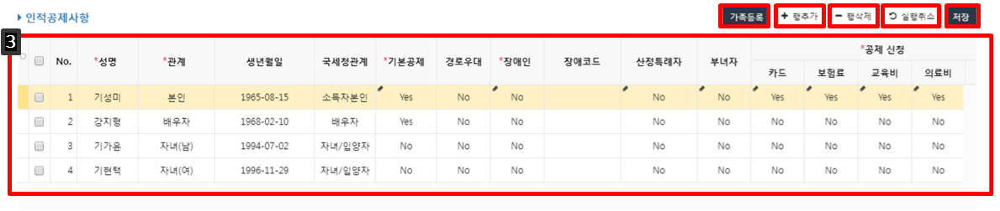 인적공제사항 가족등록 행추가 행삭제 실행취소 저장
3
No. *성명 *관계 생년월일 국세청관계 *기본공제 경로우대 *장애인 장애코드 산정특례자 부녀자 *공제 신청
카드 보험료 교육비 의료비
1 기성미 본인 1965-08-15 소득자본인 Yes No No No No Yes Yes Yes Yes
2 강지형 배우자 1968-02-10 배우자 Yes No No No No No No No No
3 기가윤 자녀(남) 1994-07-02 자녀/입양자 No No No No No No No No No
4 기현택 자녀(여) 1996-11-29 자녀/입양자 No No No No No No No No No